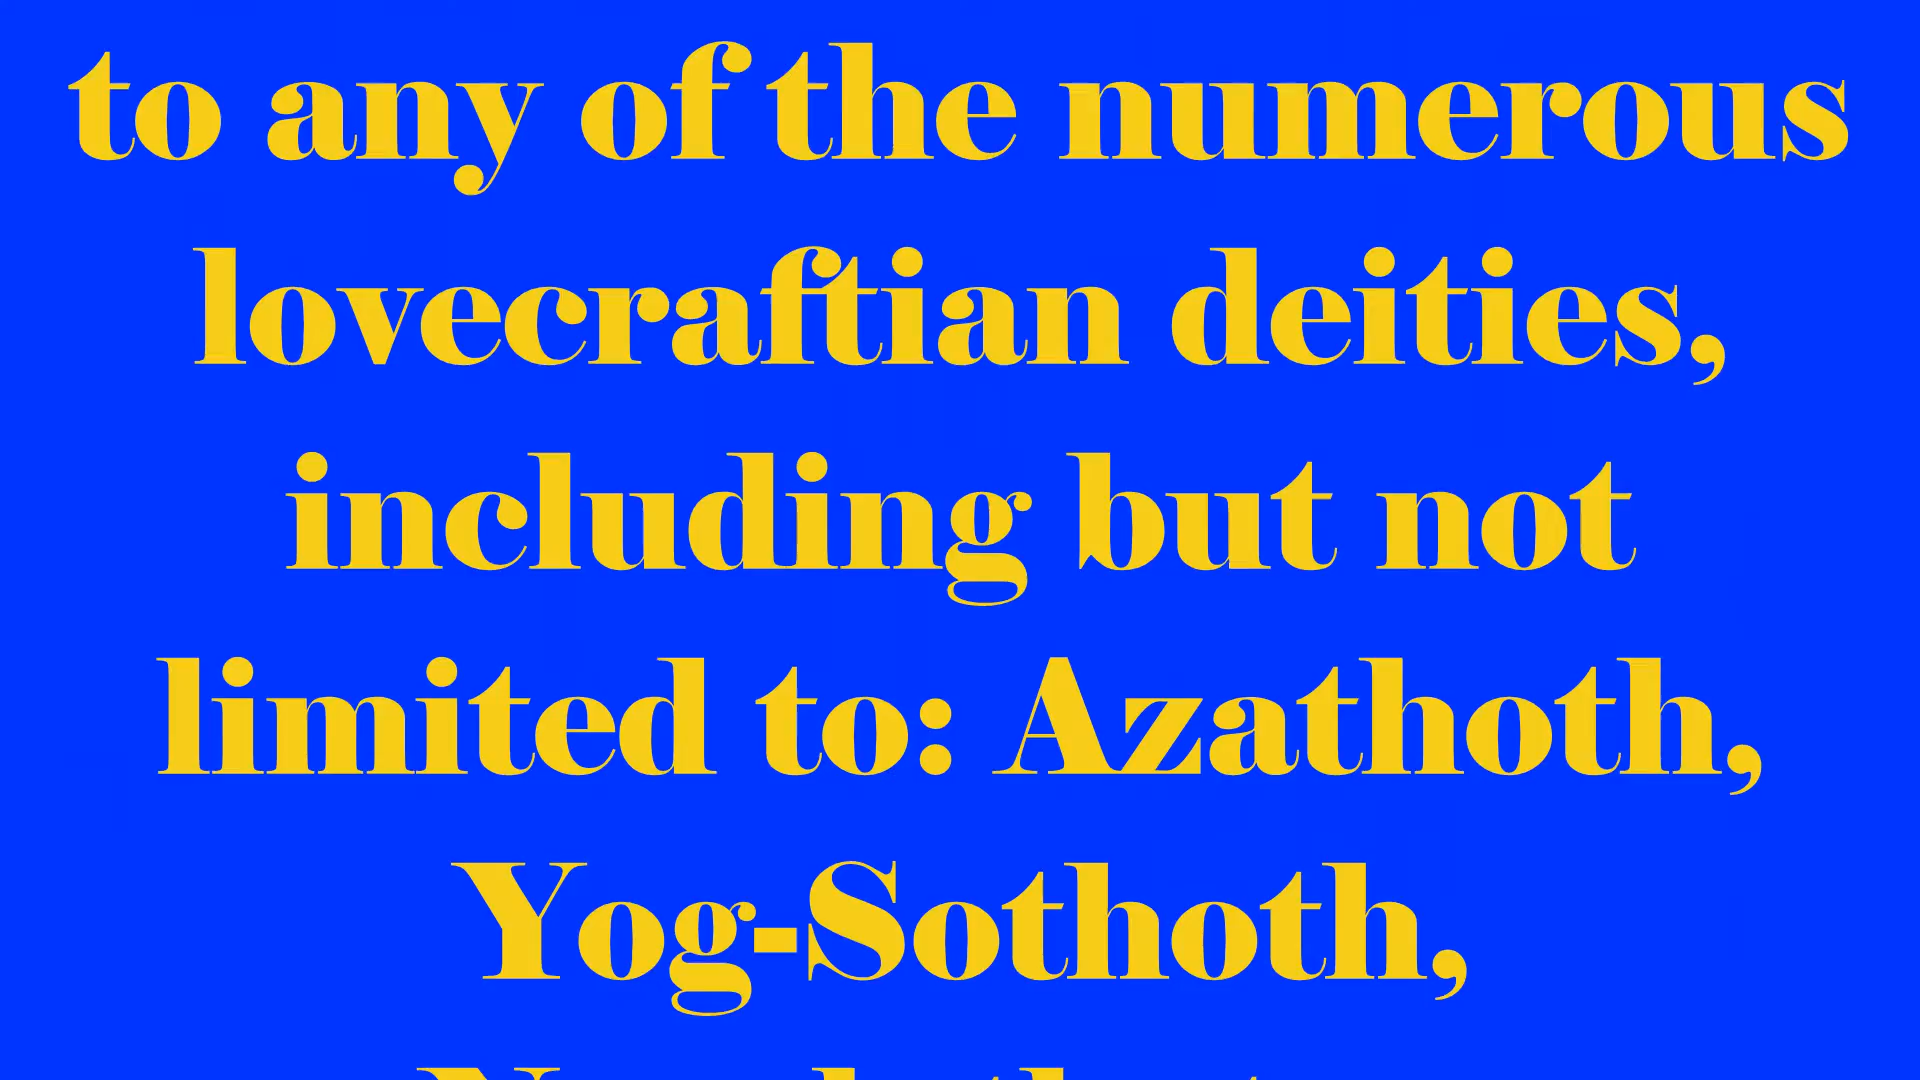 to any of the numerous
lovecraftian deities,
including but not
limited to: Azathoth,
Yog-Sothoth,